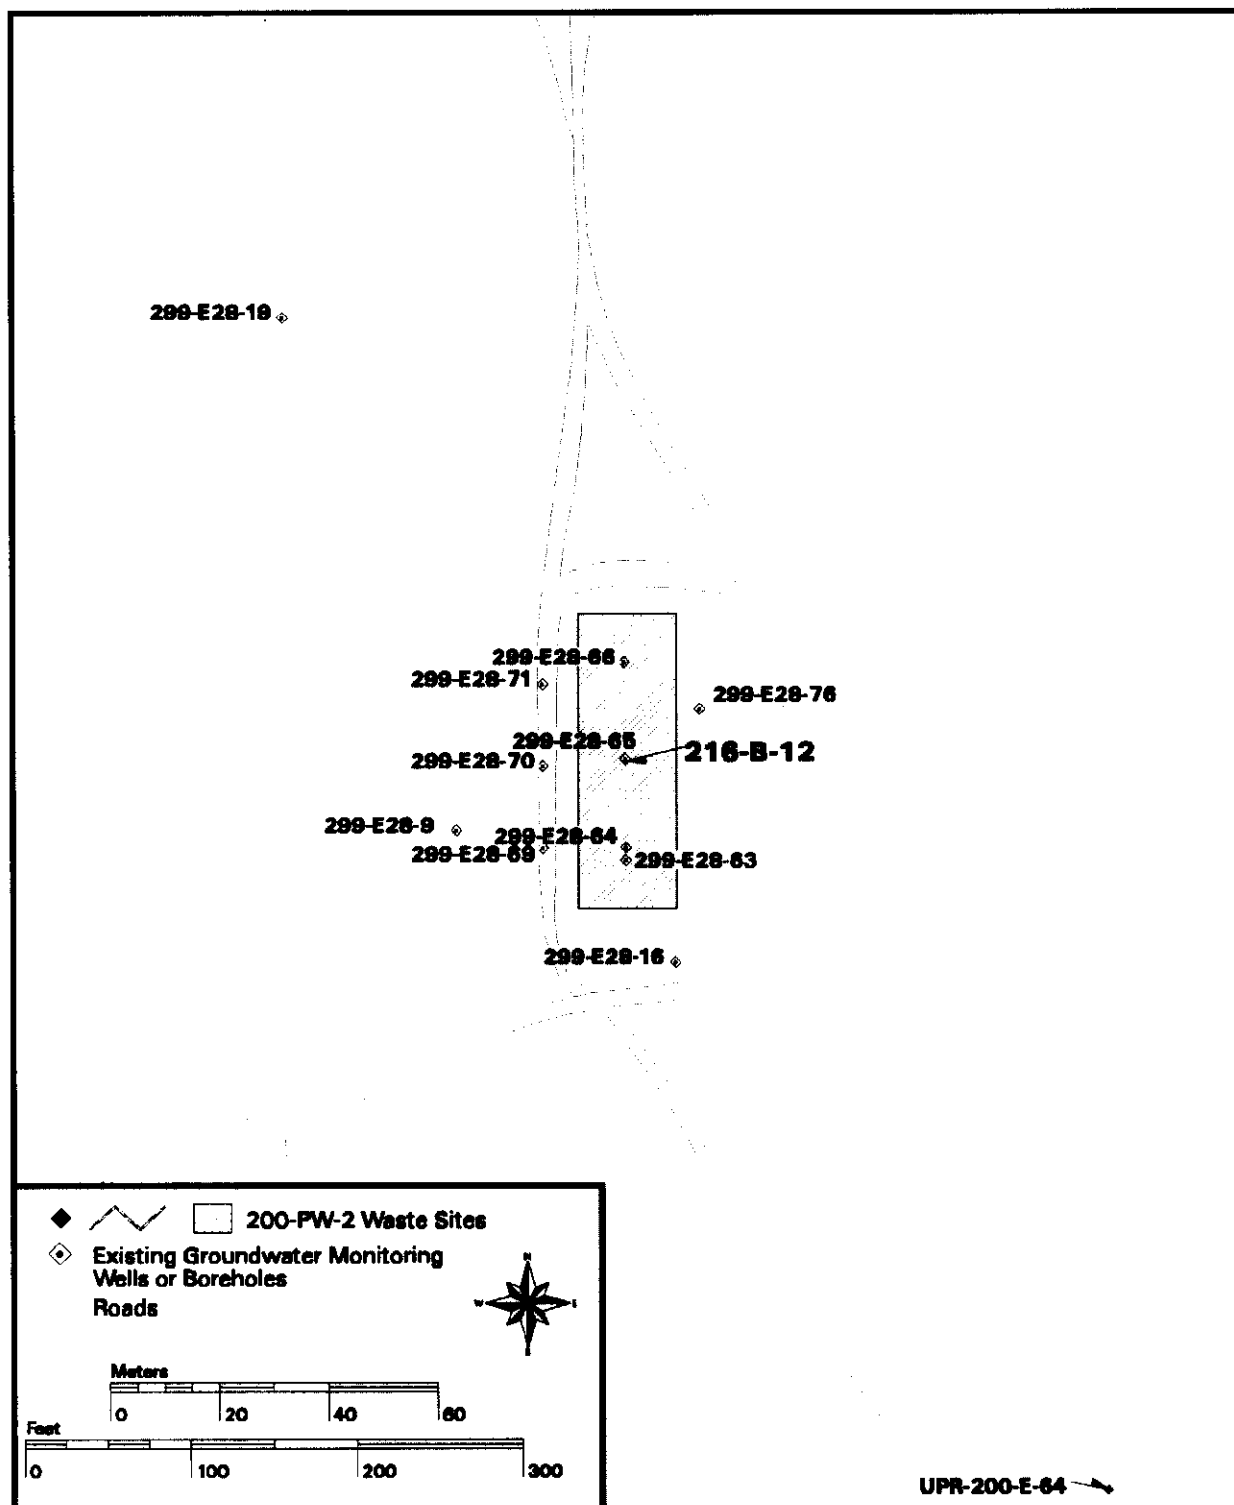 299-E28-19
299-E28-66
299-E28-71
299-E28-76
299-E28-65
216-B-12
299-E28-70
299-E28-9
299-E28-64
299-E28-69
299-E28-63
299-E28-16
200-PW-2 Waste Sites
Existing Groundwater Monitoring
Wells or Boreholes
Roads
N
W
E
S
Meters
0 20 40 60
Feet
0 100 200 300
UPR-200-E-64